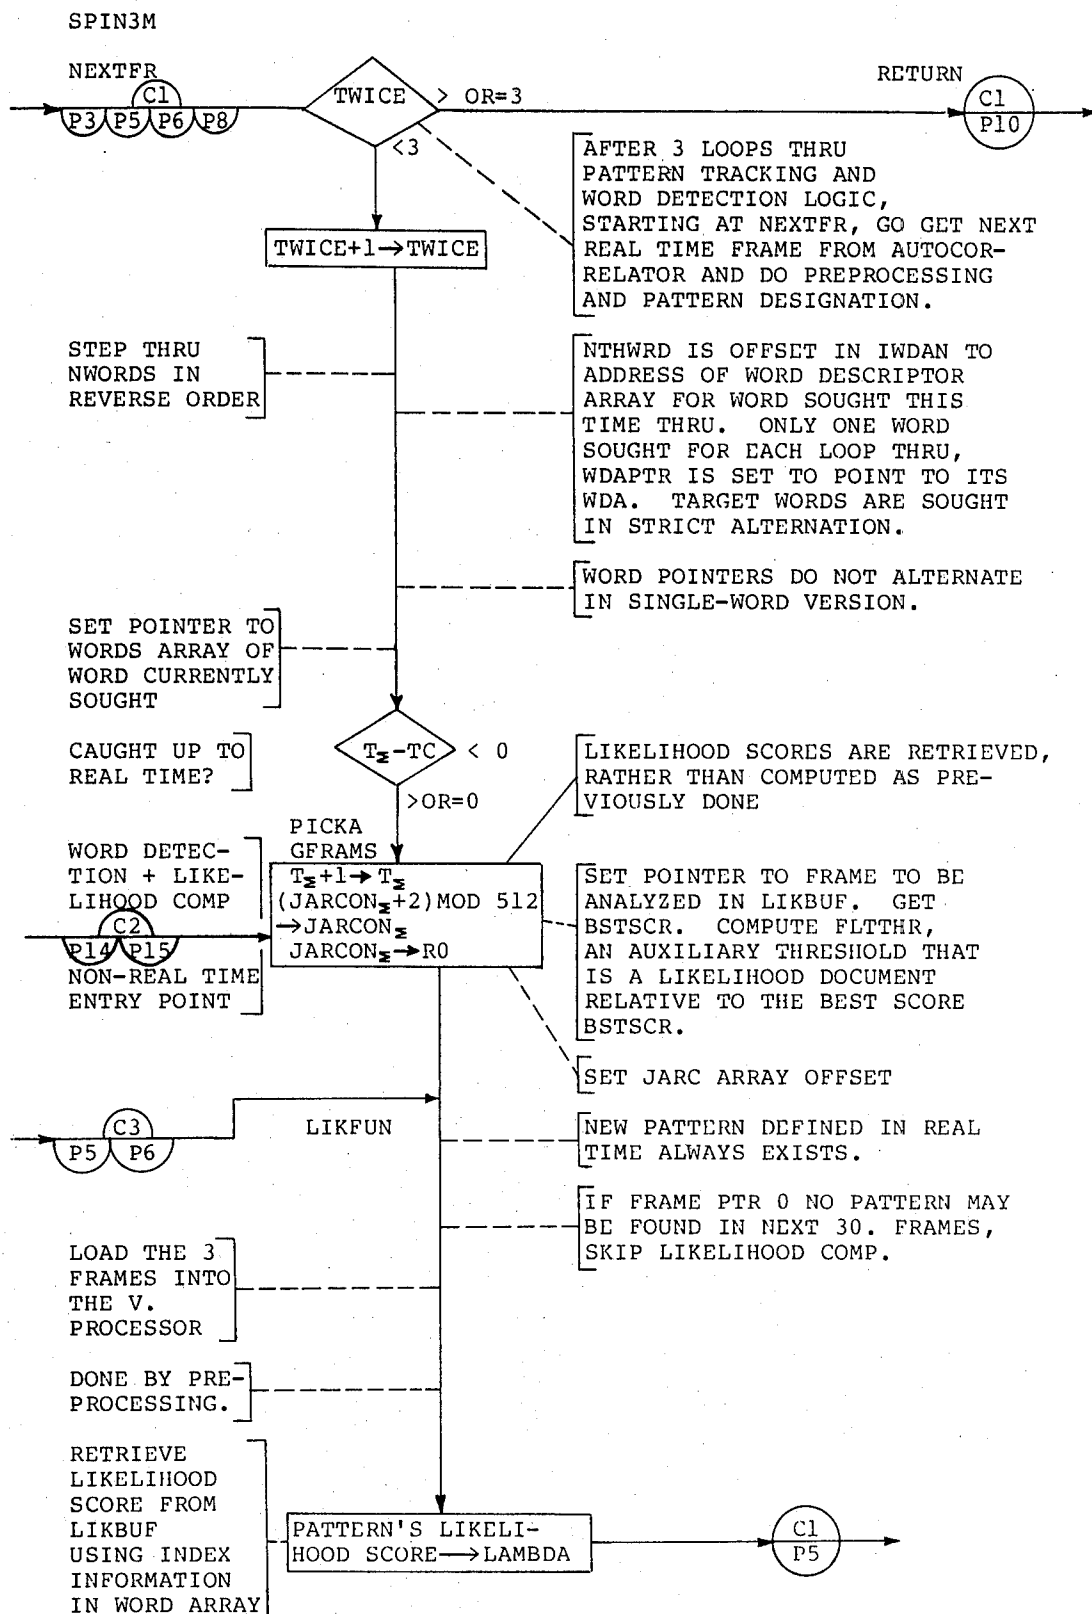 SPIN3M
NEXTFR
C1
P3 P5 P6 P8
TWICE
> OR=3
<3
RETURN
C1
P10
AFTER 3 LOOPS THRU
PATTERN TRACKING AND
WORD DETECTION LOGIC,
STARTING AT NEXTFR, GO GET NEXT
REAL TIME FRAME FROM AUTOCOR-
RELATOR AND DO PREPROCESSING
AND PATTERN DESIGNATION.
TWICE+1→TWICE
STEP THRU
NWORDS IN
REVERSE ORDER
NTHWRD IS OFFSET IN IWDAN TO
ADDRESS OF WORD DESCRIPTOR
ARRAY FOR WORD SOUGHT THIS
TIME THRU. ONLY ONE WORD
SOUGHT FOR EACH LOOP THRU,
WDAPTR IS SET TO POINT TO ITS
WDA. TARGET WORDS ARE SOUGHT
IN STRICT ALTERNATION.
WORD POINTERS DO NOT ALTERNATE
IN SINGLE-WORD VERSION.
SET POINTER TO
WORDS ARRAY OF
WORD CURRENTLY
SOUGHT
CAUGHT UP TO
REAL TIME?
T_Σ-TC
< 0
>OR=0
LIKELIHOOD SCORES ARE RETRIEVED,
RATHER THAN COMPUTED AS PRE-
VIOUSLY DONE
WORD DETEC-
TION + LIKE-
LIHOOD COMP
C2
P14 P15
NON-REAL TIME
ENTRY POINT
PICKA
GFRAMS
T_Σ+1→T_Σ
(JARCON_Σ+2)MOD 512
→JARCON_Σ
JARCON_Σ→R0
SET POINTER TO FRAME TO BE
ANALYZED IN LIKBUF. GET
BSTSCR. COMPUTE FLTTHR,
AN AUXILIARY THRESHOLD THAT
IS A LIKELIHOOD DOCUMENT
RELATIVE TO THE BEST SCORE
BSTSCR.
SET JARC ARRAY OFFSET
C3
P5 P6
LIKFUN
NEW PATTERN DEFINED IN REAL
TIME ALWAYS EXISTS.
IF FRAME PTR 0 NO PATTERN MAY
BE FOUND IN NEXT 30. FRAMES,
SKIP LIKELIHOOD COMP.
LOAD THE 3
FRAMES INTO
THE V.
PROCESSOR
DONE BY PRE-
PROCESSING.
RETRIEVE
LIKELIHOOD
SCORE FROM
LIKBUF
USING INDEX
INFORMATION
IN WORD ARRAY
PATTERN'S LIKELI-
HOOD SCORE→LAMBDA
C1
P5